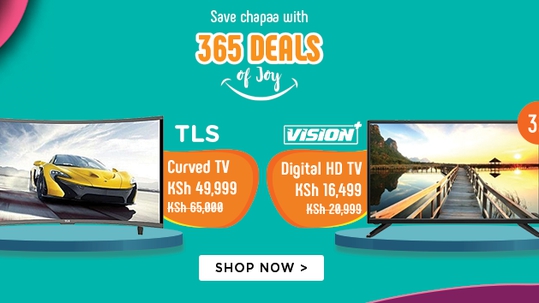 Save chapaa with
365 DEALS
of Joy
TLS
Curved TV
KSh 49,999
KSh 65,000
VISION+
Digital HD TV
KSh 16,499
KSh 20,999
3
SHOP NOW >